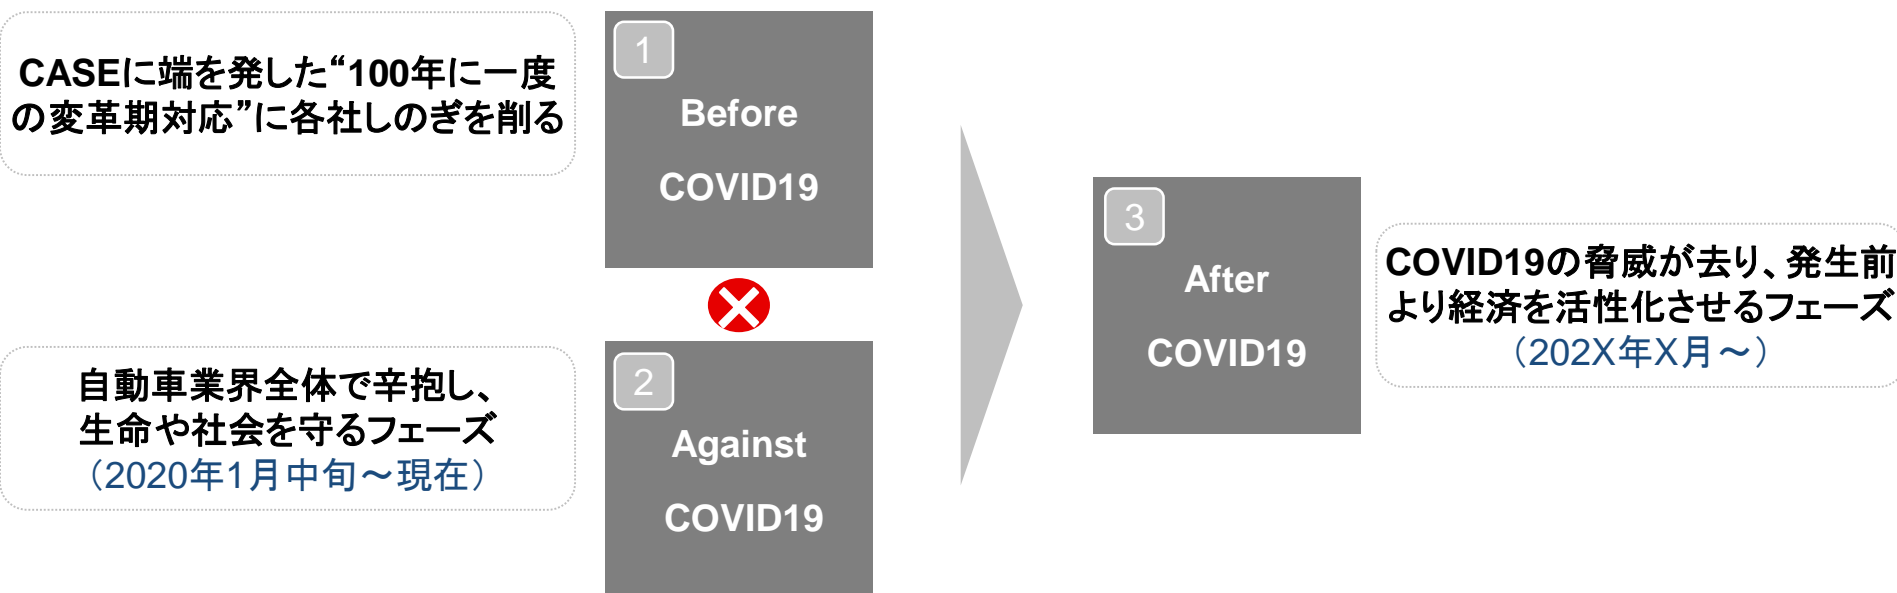 CASEに端を発した“100年に一度
の変革期対応”に各社しのぎを削る
1
Before
COVID19
自動車業界全体で辛抱し、
生命や社会を守るフェーズ
（2020年1月中旬～現在）
2
Against
COVID19
3
After
COVID19
COVID19の脅威が去り、発生前
より経済を活性化させるフェーズ
（202X年X月～）